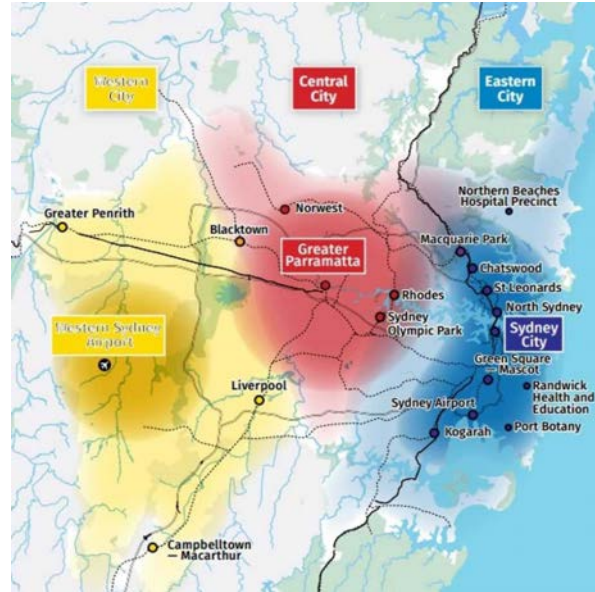 Western
City
Central
City
Eastern
City
Northern Beaches
Hospital Precinct
Greater Penrith
Norwest
Blacktown
Macquarie Park
Greater
Parramatta
Chatswood
St Leonards
Rhodes
North Sydney
Sydney
Olympic Park
Sydney
City
Western Sydney
Airport
Green Square
— Mascot
Liverpool
Randwick
Health and
Education
Sydney Airport
Port Botany
Kogarah
Campbelltown
— Macarthur